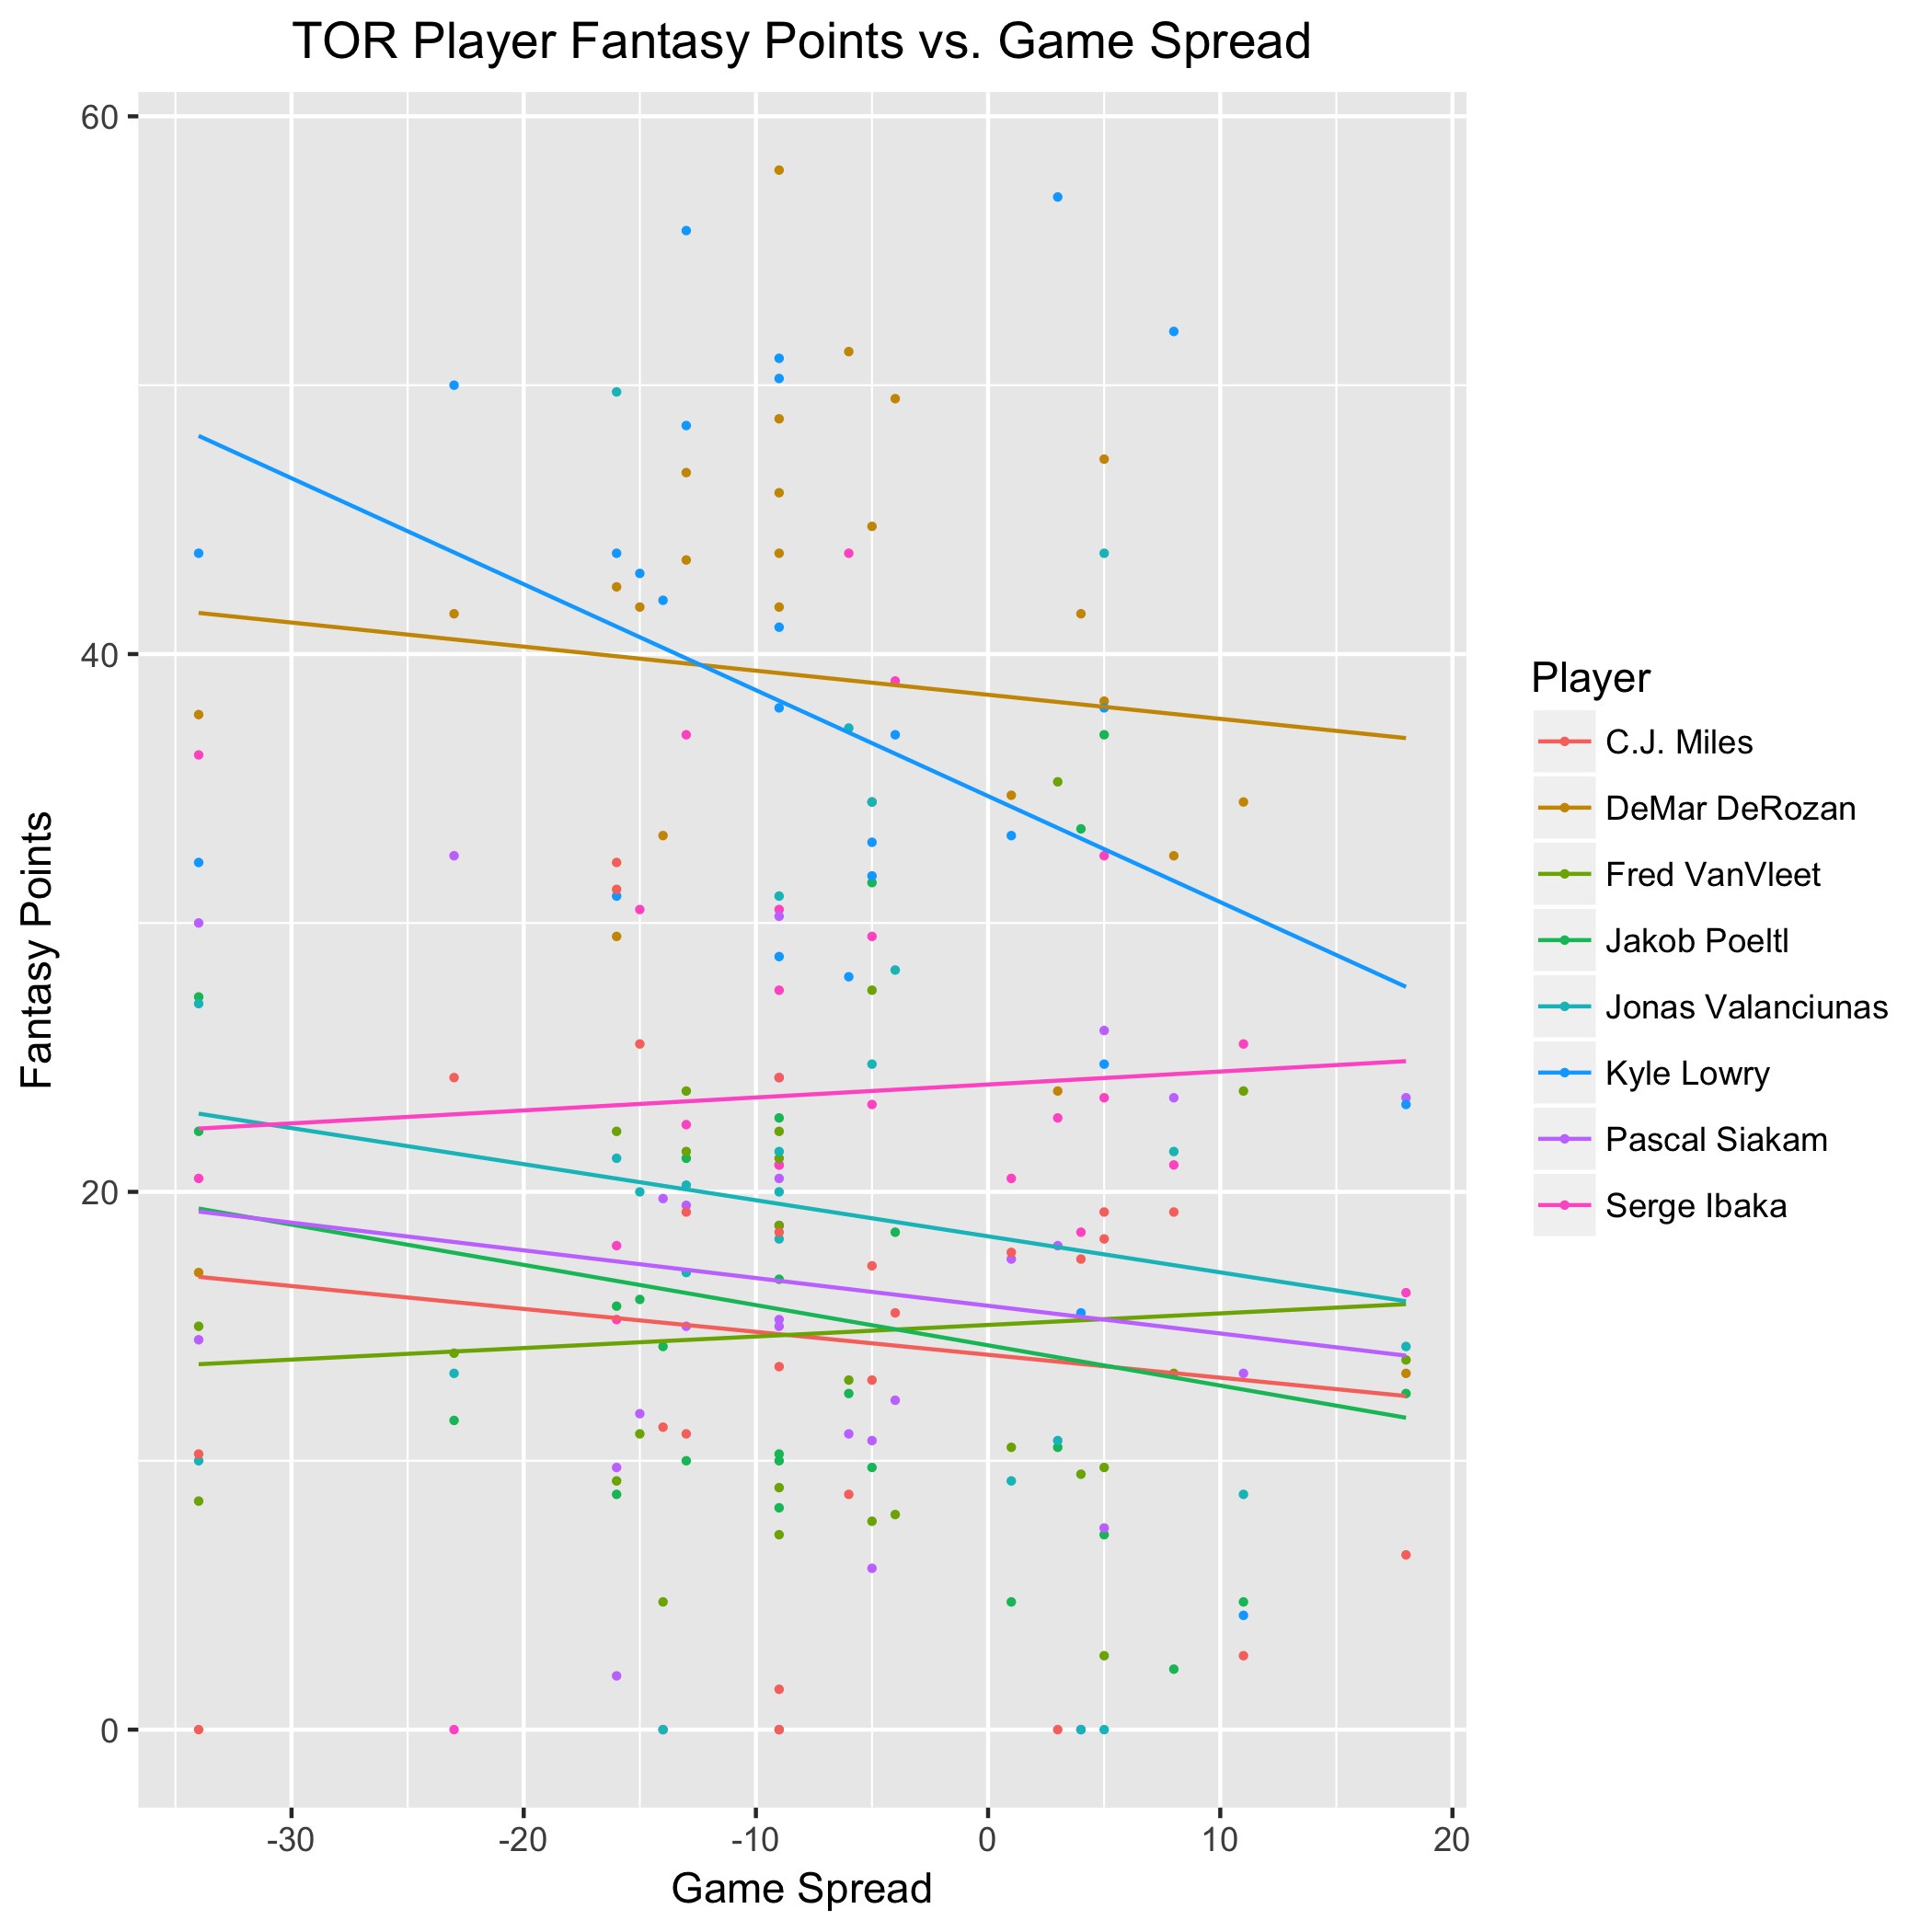 TOR Player Fantasy Points vs. Game Spread
60
40
20
0
Fantasy Points
-30 -20 -10 0 10 20
Game Spread
Player
C.J. Miles
DeMar DeRozan
Fred VanVleet
Jakob Poeltl
Jonas Valanciunas
Kyle Lowry
Pascal Siakam
Serge Ibaka